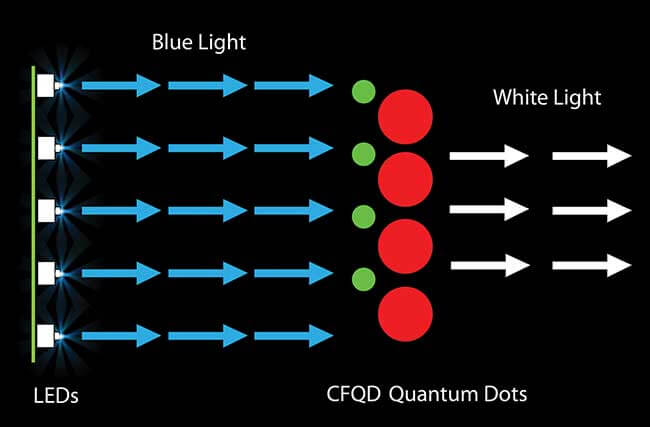 Blue Light
White Light
LEDs
CFQD Quantum Dots